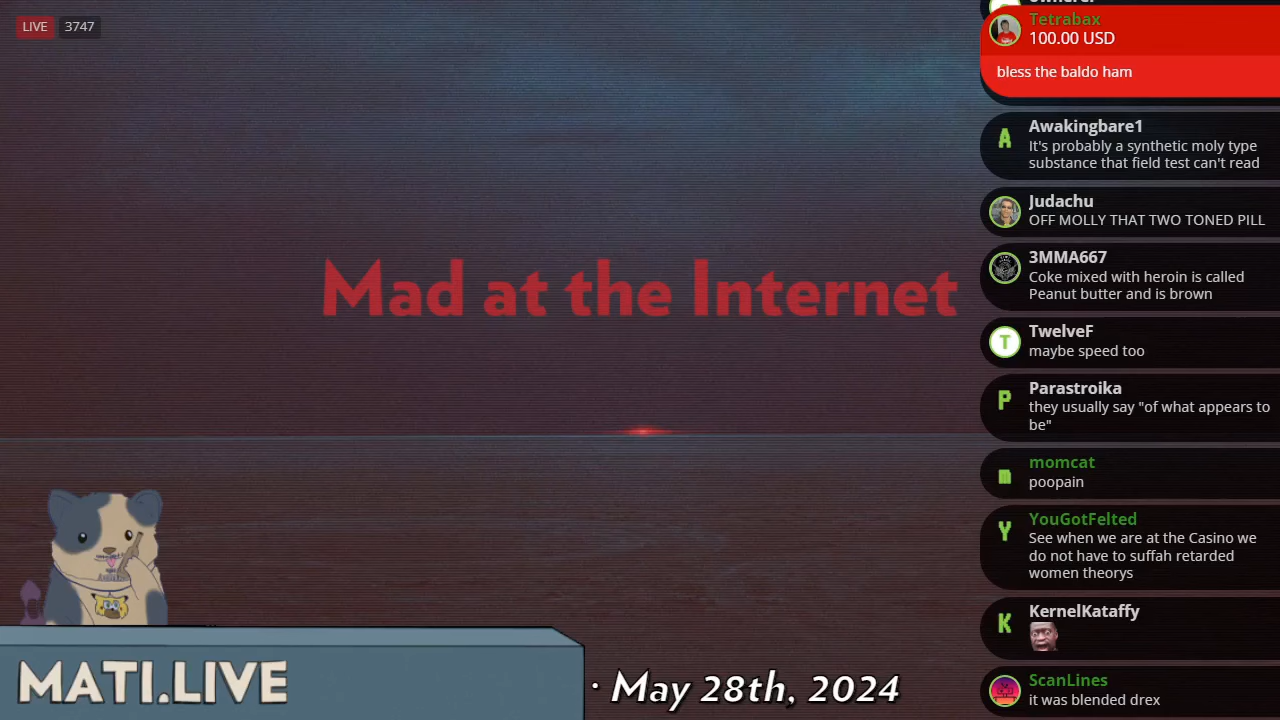 LIVE 3747
Tetrabax
100.00 USD
bless the baldo ham
Awakingbare1
It's probably a synthetic moly type
substance that field test can't read
Judachu
OFF MOLLY THAT TWO TONED PILL
3MMA667
Coke mixed with heroin is called
Peanut butter and is brown
TwelveF
maybe speed too
Parastroika
they usually say "of what appears to
be"
momcat
poopain
YouGotFelted
See when we are at the Casino we
do not have to suffah retarded
women theorys
KernelKataffy
ScanLines
it was blended drex
Mad at the Internet
MATI.LIVE
· May 28th, 2024